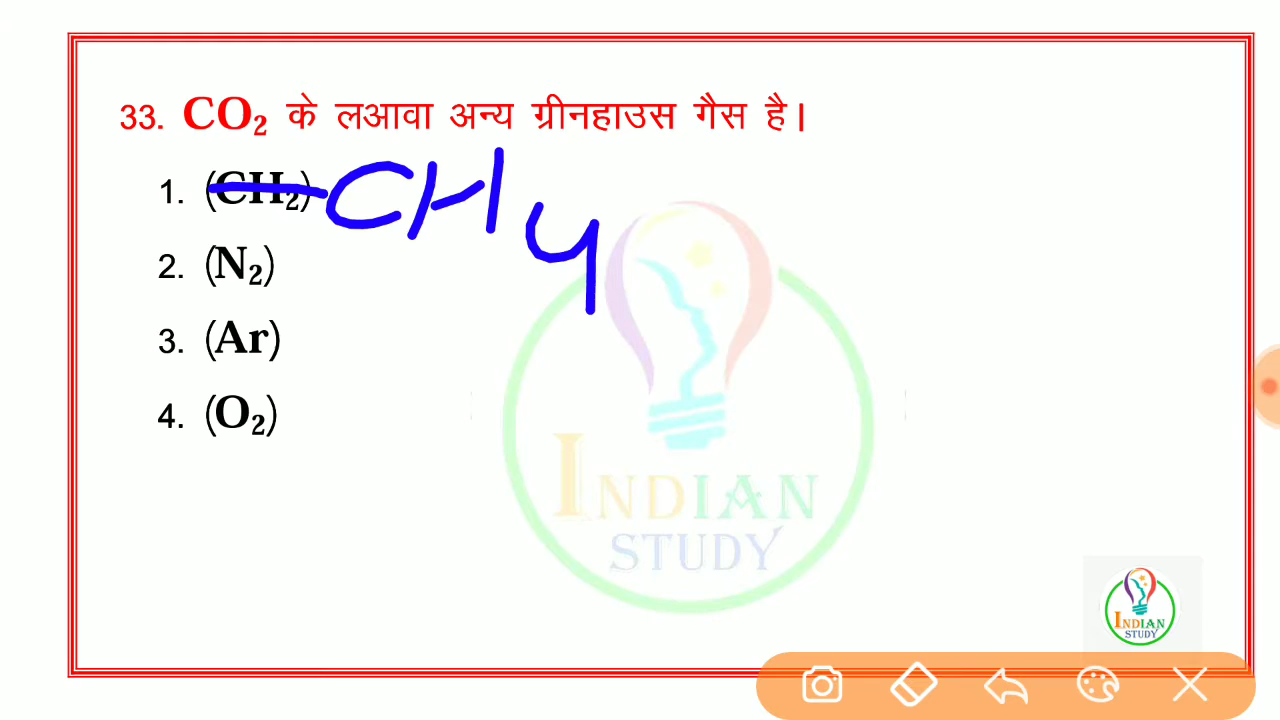 33. CO₂ के लआवा अन्य ग्रीनहाउस गैस है।
1. (CH₂) CH4
2. (N₂)
3. (Ar)
4. (O₂)
INDIAN
STUDY
INDIAN
STUDY